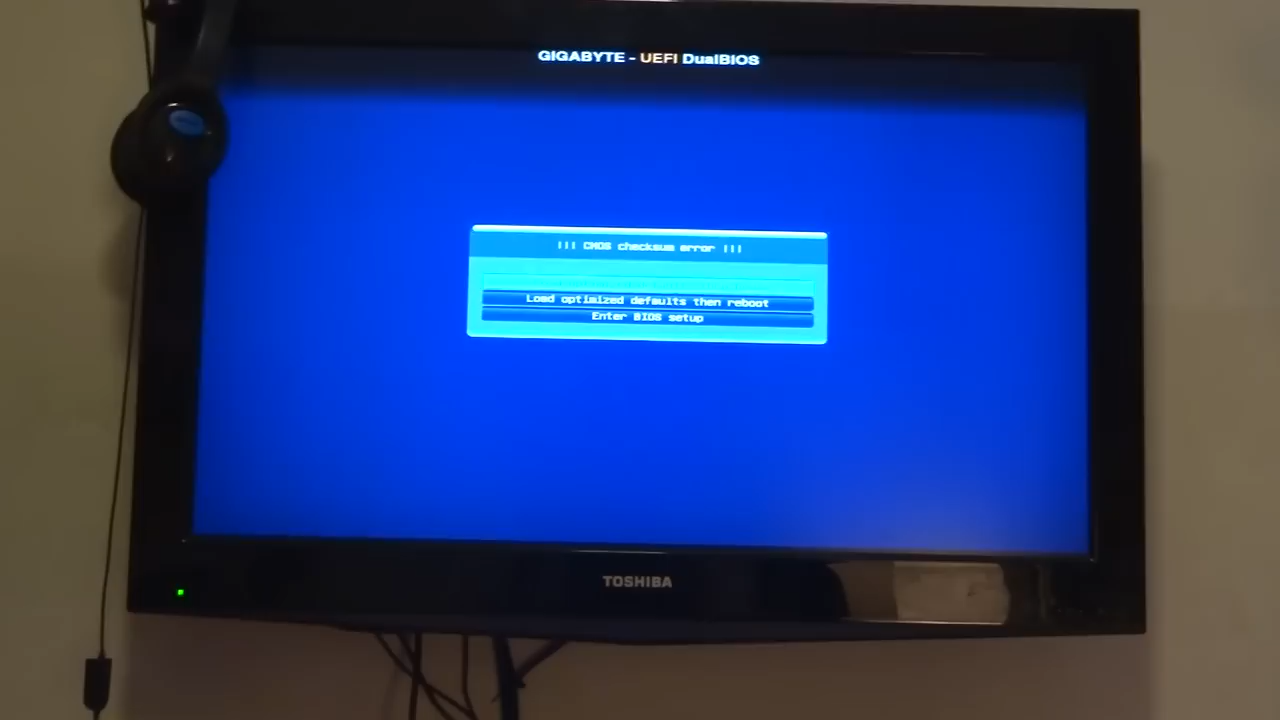 GIGABYTE - UEFI DualBIOS
!!! CMOS checksum error !!!
Load optimized defaults then reboot
Enter BIOS setup
TOSHIBA